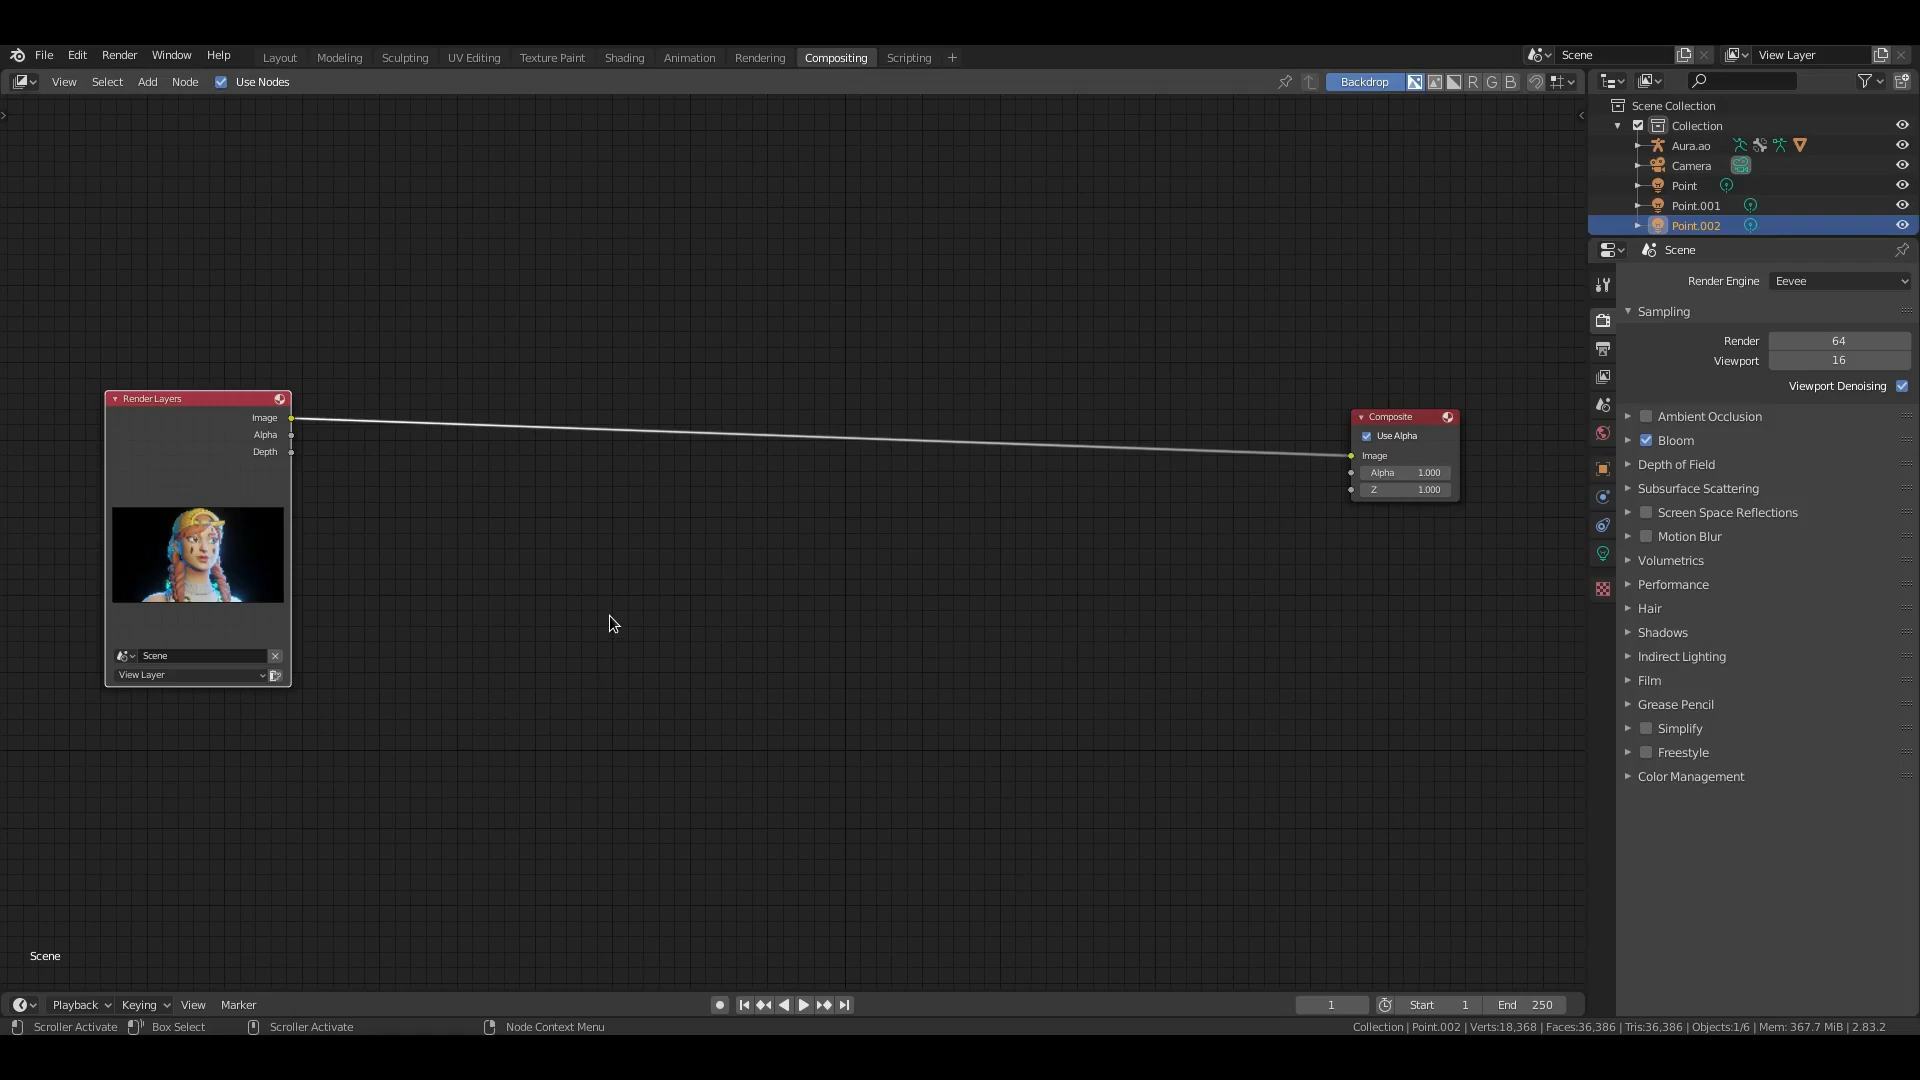 File Edit Render Window Help Layout Modeling Sculpting UV Editing Texture Paint Shading Animation Rendering Compositing Scripting + Scene View Layer
View Select Add Node Use Nodes Backdrop R G B
Scene Collection
Collection
Aura.ao
Camera
Point
Point.001
Point.002
Scene
Render Engine Eevee
Sampling
Render 64
Viewport 16
Viewport Denoising
Ambient Occlusion
Bloom
Depth of Field
Subsurface Scattering
Screen Space Reflections
Motion Blur
Volumetrics
Performance
Hair
Shadows
Indirect Lighting
Film
Grease Pencil
Simplify
Freestyle
Color Management
Render Layers
Image
Alpha
Depth
Scene
View Layer
Composite
Use Alpha
Image
Alpha 1.000
Z 1.000
Scene
Playback Keying View Marker 1 Start 1 End 250
Scroller Activate Box Select Scroller Activate Node Context Menu Collection | Point.002 | Verts:18,368 | Faces:36,386 | Tris:36,386 | Objects:1/6 | Mem: 367.7 MiB | 2.83.2